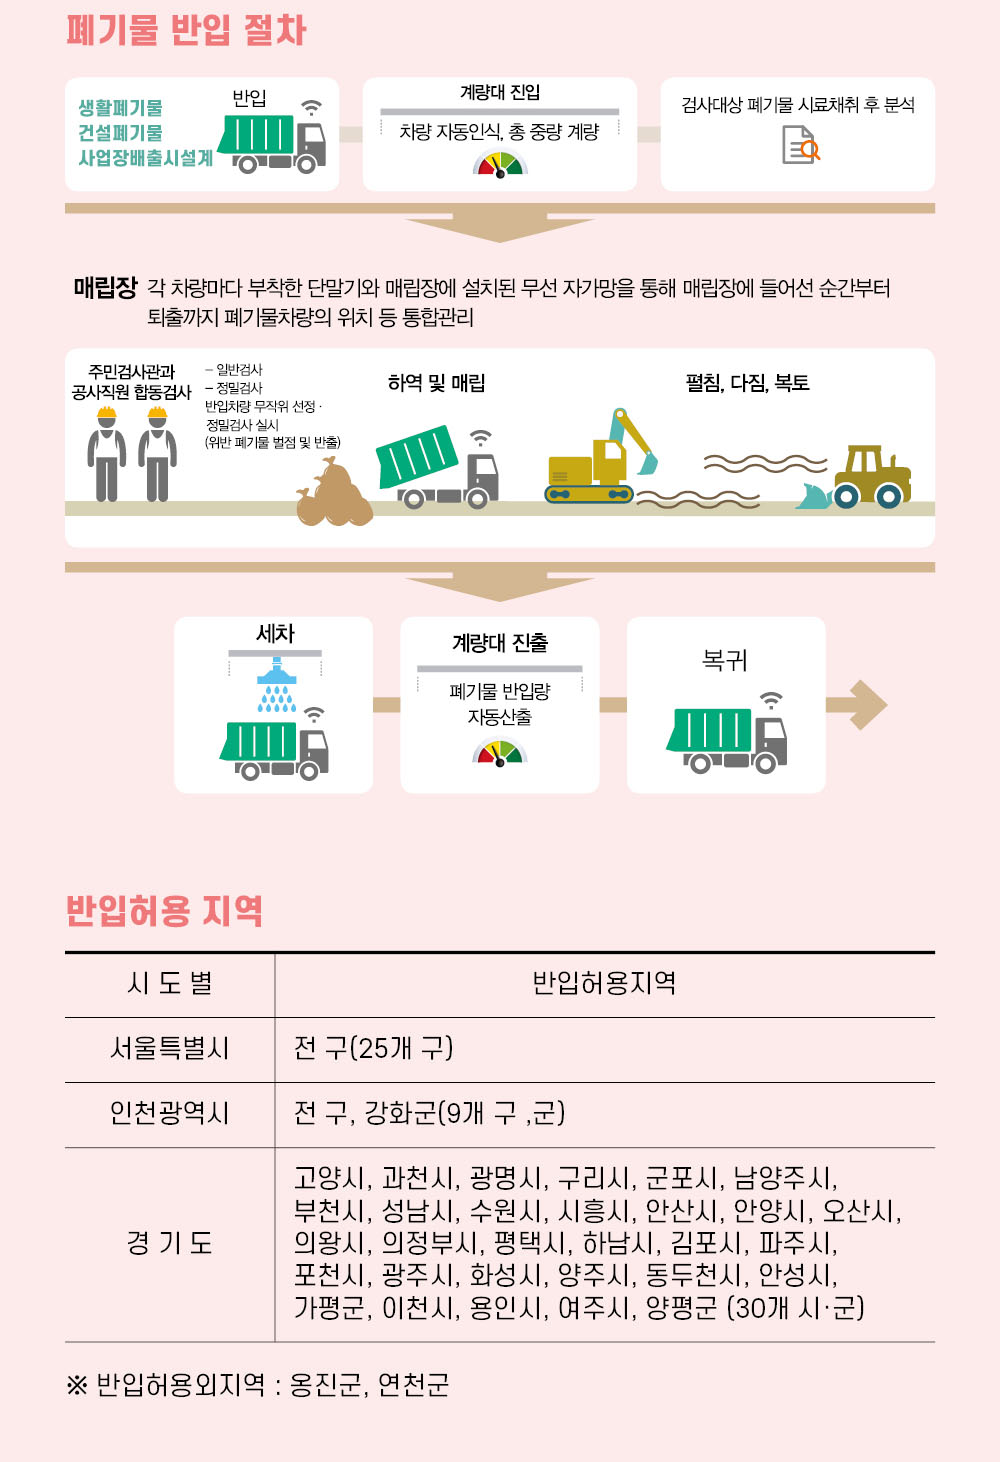 폐기물 반입 절차
생활폐기물
건설폐기물
사업장배출시설계
반입
계량대 진입
차량 자동인식, 총 중량 계량
검사대상 폐기물 시료채취 후 분석
매립장 각 차량마다 부착한 단말기와 매립장에 설치된 무선 자가망을 통해 매립장에 들어선 순간부터
퇴출까지 폐기물차량의 위치 등 통합관리
주민검사관과
공사직원 합동검사
– 일반검사
– 정밀검사
반입차량 무작위 선정 ·
정밀검사 실시
(위반 폐기물 벌점 및 반출)
하역 및 매립
펼침, 다짐, 복토
세차
계량대 진출
폐기물 반입량
자동산출
복귀
반입허용 지역
시 도 별 반입허용지역
서울특별시 전 구(25개 구)
인천광역시 전 구, 강화군(9개 구 ,군)
경 기 도
고양시, 과천시, 광명시, 구리시, 군포시, 남양주시,
부천시, 성남시, 수원시, 시흥시, 안산시, 안양시, 오산시,
의왕시, 의정부시, 평택시, 하남시, 김포시, 파주시,
포천시, 광주시, 화성시, 양주시, 동두천시, 안성시,
가평군, 이천시, 용인시, 여주시, 양평군 (30개 시·군)
※ 반입허용외지역 : 옹진군, 연천군